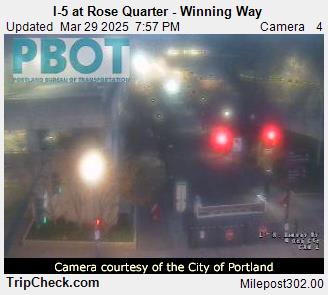 I-5 at Rose Quarter - Winning Way
Updated Mar 29 2025 7:57 PM Camera 4
PBOT
PORTLAND BUREAU OF TRANSPORTATION
Camera courtesy of the City of Portland
TripCheck.com Milepost302.00